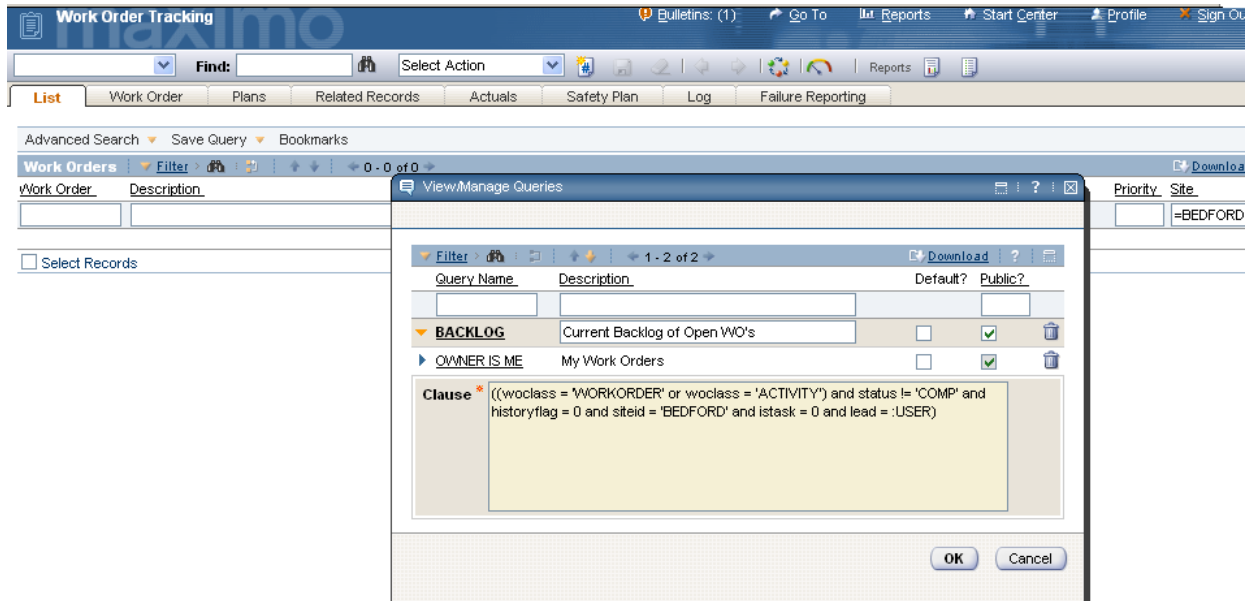 Work Order Tracking
maximo
Bulletins: (1) Go To Reports Start Center Profile Sign Ou
Find: Select Action Reports
List Work Order Plans Related Records Actuals Safety Plan Log Failure Reporting
Advanced Search Save Query Bookmarks
Work Orders Filter 0 - 0 of 0 Downloa
Work Order Description Priority Site
=BEDFORD
Select Records
View/Manage Queries ?
Filter 1 - 2 of 2 Download ?
Query Name Description Default? Public?
BACKLOG Current Backlog of Open WO's
OWNER IS ME My Work Orders
Clause * ((woclass = 'WORKORDER' or woclass = 'ACTIVITY') and status != 'COMP' and
historyflag = 0 and siteid = 'BEDFORD' and istask = 0 and lead = :USER)
OK Cancel